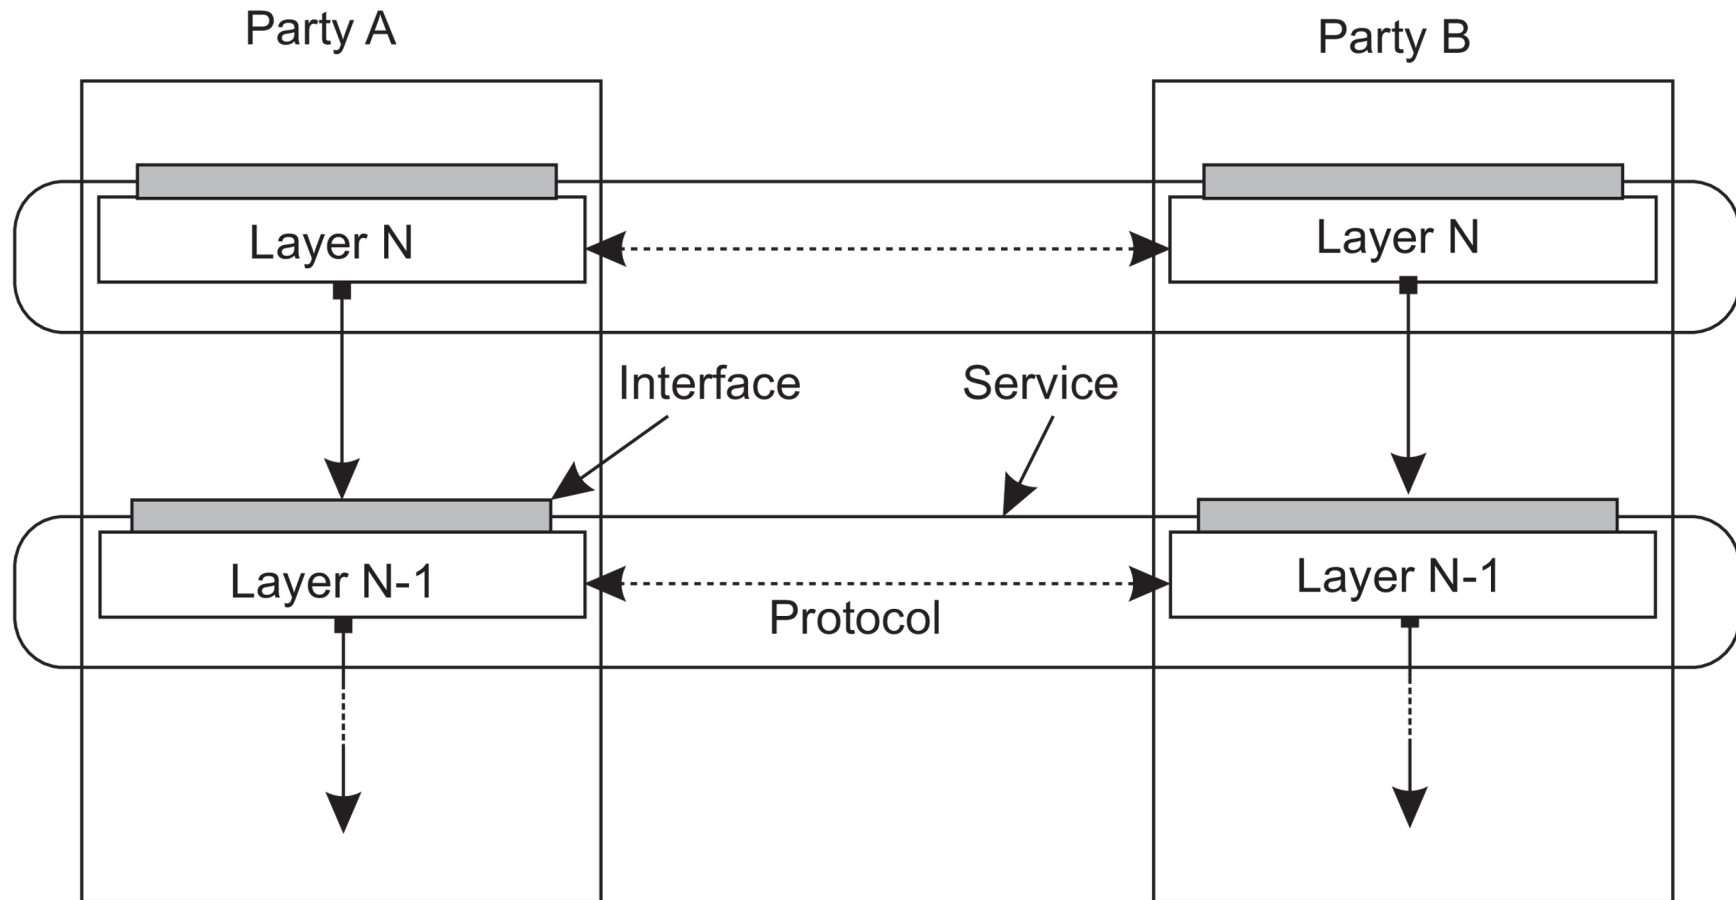 Party A
Party B
Layer N
Layer N
Interface
Service
Layer N-1
Layer N-1
Protocol